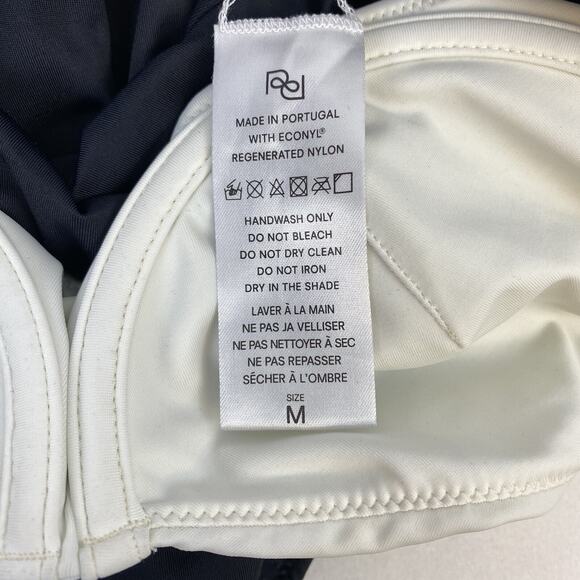 MADE IN PORTUGAL
WITH ECONYL®
REGENERATED NYLON
HANDWASH ONLY
DO NOT BLEACH
DO NOT DRY CLEAN
DO NOT IRON
DRY IN THE SHADE
LAVER À LA MAIN
NE PAS JA VELLISER
NE PAS NETTOYER À SEC
NE PAS REPASSER
SÉCHER À L'OMBRE
SIZE
M